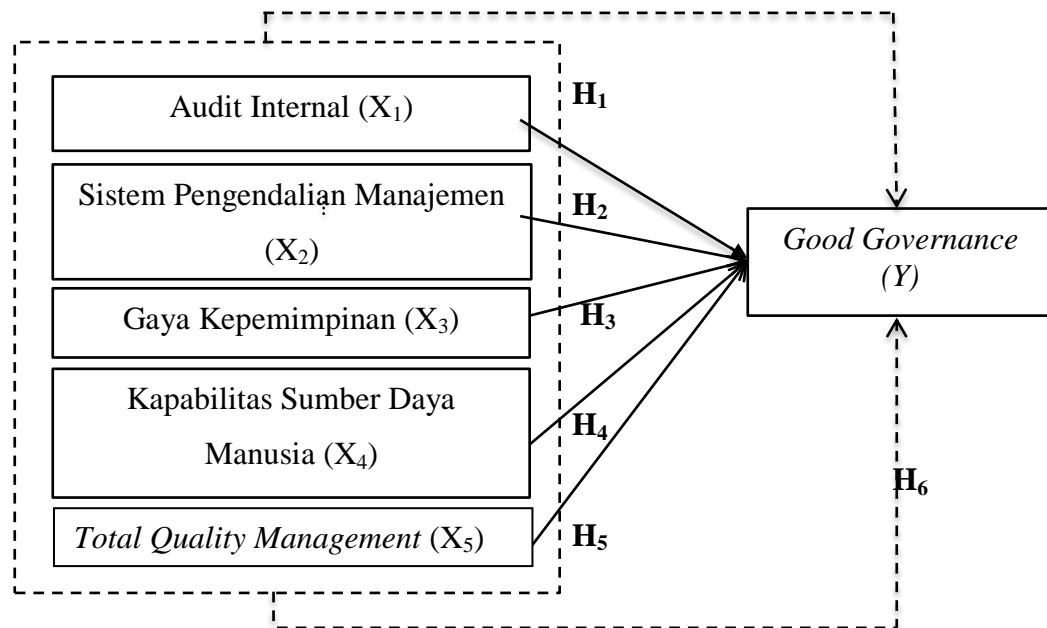 Audit Internal (X₁)
H₁
Sistem Pengendalian Manajemen
(X₂)
H₂
Gaya Kepemimpinan (X₃)
H₃
Kapabilitas Sumber Daya
Manusia (X₄)
H₄
Total Quality Management (X₅)
H₅
Good Governance
(Y)
H₆